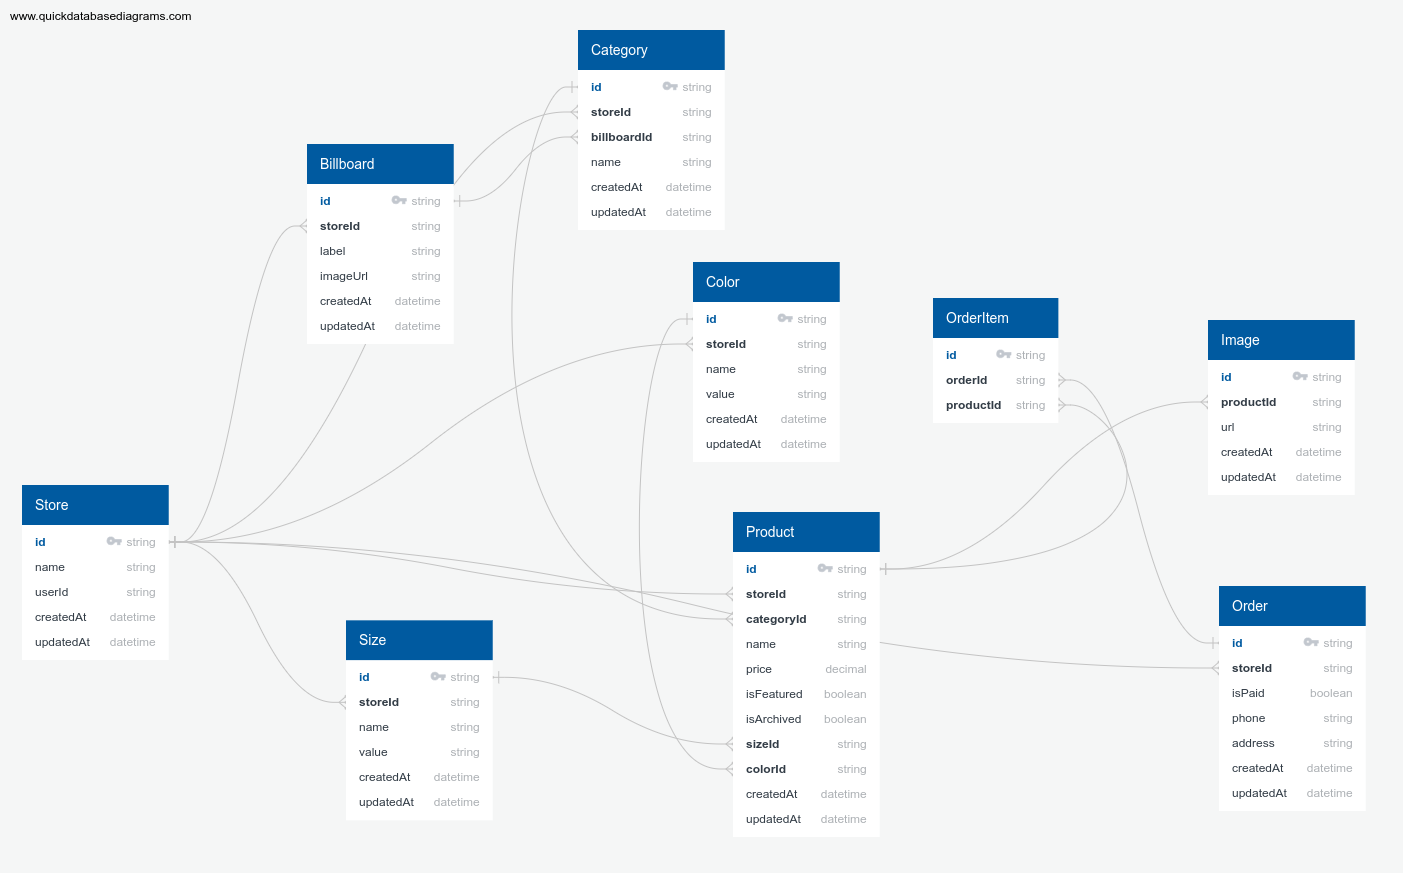 www.quickdatabasediagrams.com
Category
id string
storeId string
billboardId string
name string
createdAt datetime
updatedAt datetime
Billboard
id string
storeId string
label string
imageUrl string
createdAt datetime
updatedAt datetime
Color
id string
storeId string
name string
value string
createdAt datetime
updatedAt datetime
OrderItem
id string
orderId string
productId string
Image
id string
productId string
url string
createdAt datetime
updatedAt datetime
Store
id string
name string
userId string
createdAt datetime
updatedAt datetime
Product
id string
storeId string
categoryId string
name string
price decimal
isFeatured boolean
isArchived boolean
sizeId string
colorId string
createdAt datetime
updatedAt datetime
Order
id string
storeId string
isPaid boolean
phone string
address string
createdAt datetime
updatedAt datetime
Size
id string
storeId string
name string
value string
createdAt datetime
updatedAt datetime